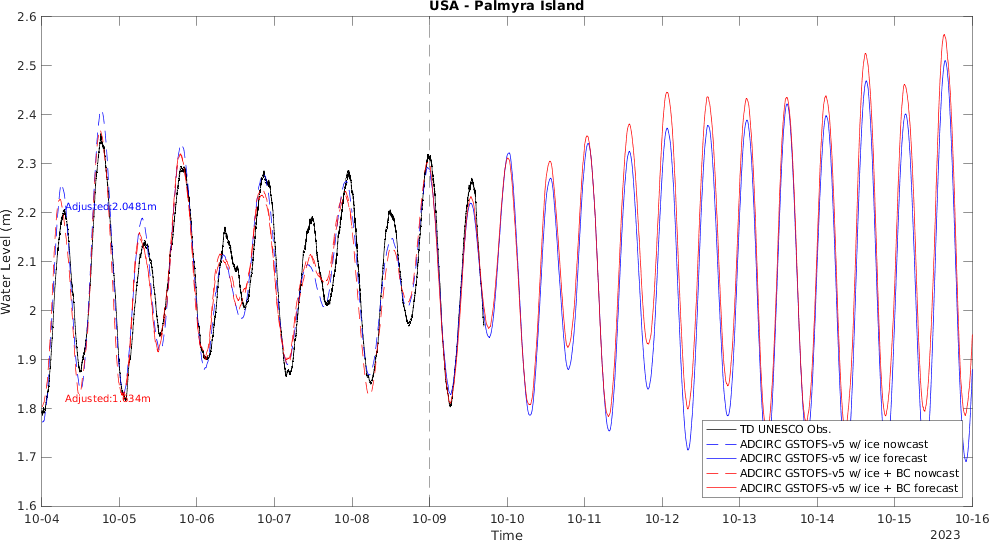 USA - Palmyra Island
2.6
2.5
2.4
2.3
2.2
2.1
2
1.9
1.8
1.7
1.6
Water Level (m)
Adjusted:2.0481m
TD UNESCO Obs.
ADCIRC GSTOFS-v5 w/ ice nowcast
ADCIRC GSTOFS-v5 w/ ice forecast
ADCIRC GSTOFS-v5 w/ ice + BC nowcast
ADCIRC GSTOFS-v5 w/ ice + BC forecast
10-04 10-05 10-06 10-07 10-08 10-09 10-10 10-11 10-12 10-13 10-14 10-15 10-16
Time
2023